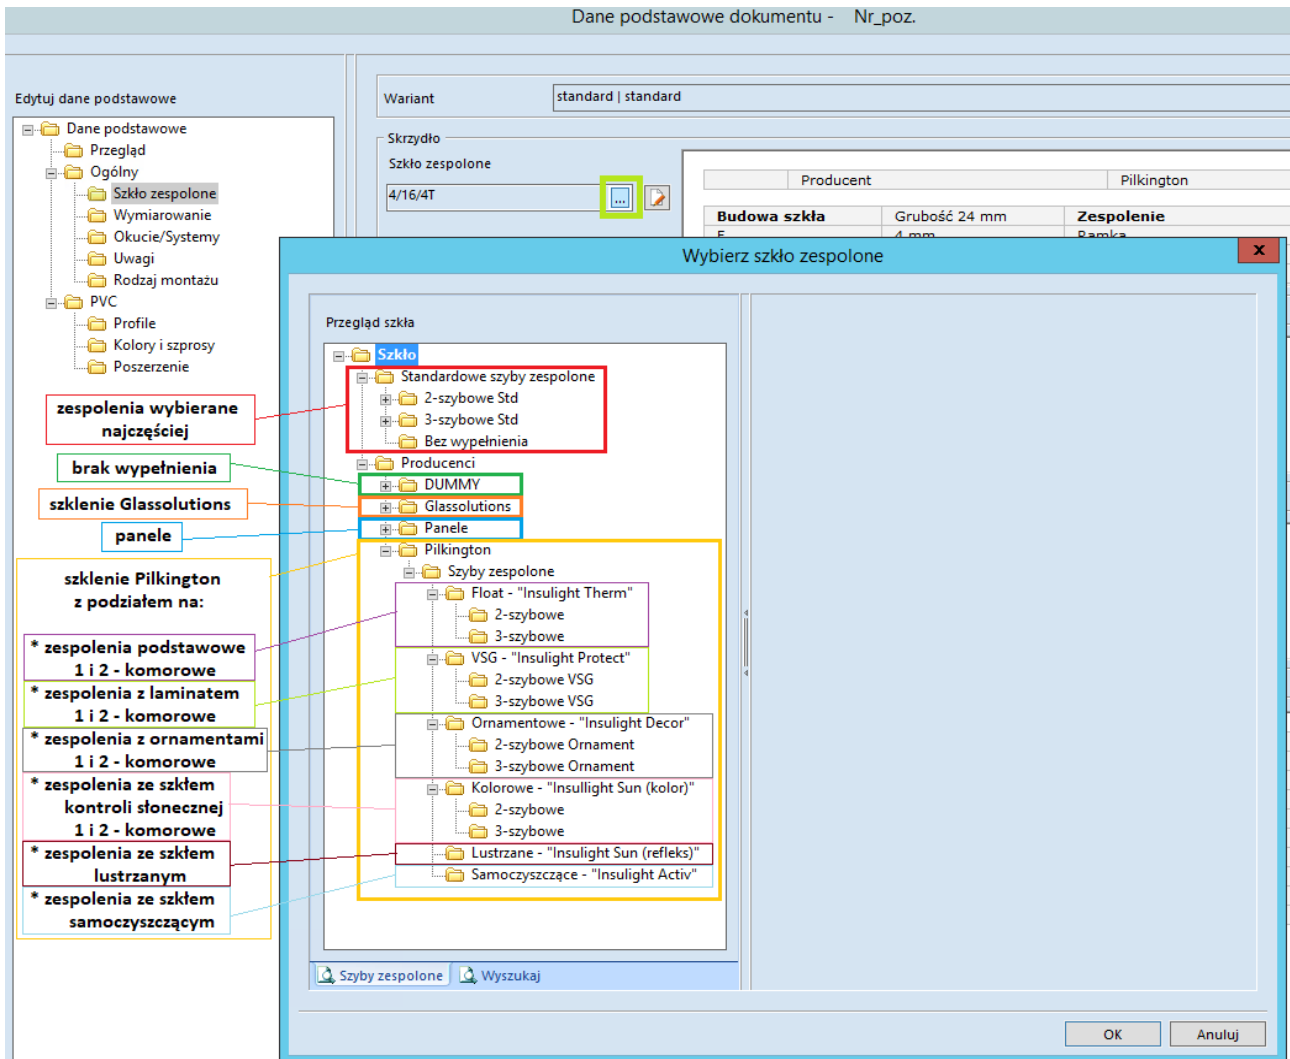 Dane podstawowe dokumentu -    Nr_poz.
Edytuj dane podstawowe
Dane podstawowe
Przegląd
Ogólny
Szkło zespolone
Wymiarowanie
Okucie/Systemy
Uwagi
Rodzaj montażu
PVC
Profile
Kolory i szprosy
Poszerzenie
Wariant
standard | standard
Skrzydło
Szkło zespolone
4/16/4T
...
Producent
Pilkington
Budowa szkła
Grubość 24 mm
Zespolenie
4 mm
Ramka
Wybierz szkło zespolone
x
Przegląd szkła
Szkło
Standardowe szyby zespolone
2-szybowe Std
3-szybowe Std
Bez wypełnienia
Producenci
DUMMY
Glassolutions
Panele
Pilkington
Szyby zespolone
Float - "Insulight Therm"
2-szybowe
3-szybowe
VSG - "Insulight Protect"
2-szybowe VSG
3-szybowe VSG
Ornamentowe - "Insulight Decor"
2-szybowe Ornament
3-szybowe Ornament
Kolorowe - "Insullight Sun (kolor)"
2-szybowe
3-szybowe
Lustrzane - "Insulight Sun (refleks)"
Samoczyszczące - "Insulight Activ"
Szyby zespolone
Wyszukaj
OK
Anuluj
zespolenia wybierane
najczęściej
brak wypełnienia
szklenie Glassolutions
panele
szklenie Pilkington
z podziałem na:
* zespolenia podstawowe
1 i 2 - komorowe
* zespolenia z laminatem
1 i 2 - komorowe
* zespolenia z ornamentami
1 i 2 - komorowe
* zespolenia ze szkłem
kontroli słonecznej
1 i 2 - komorowe
* zespolenia ze szkłem
lustrzanym
* zespolenia ze szkłem
samoczyszczącym